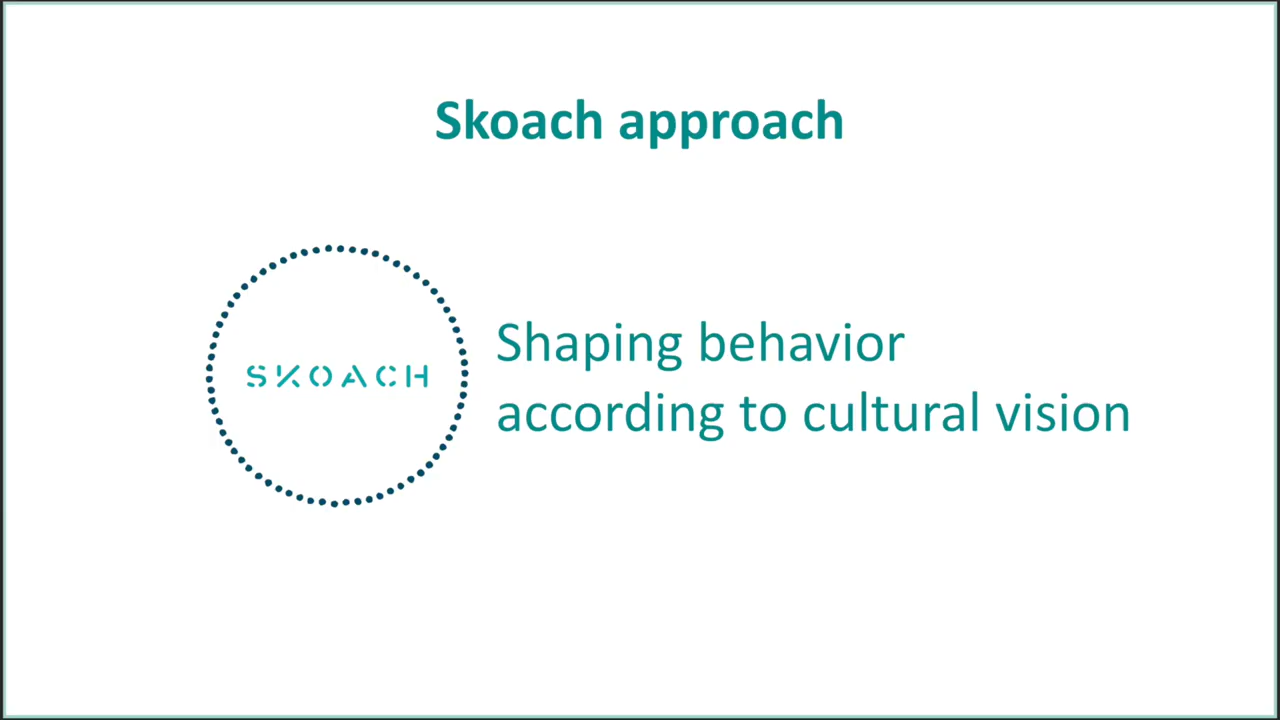 Skoach approach
SKOACH
Shaping behavior
according to cultural vision